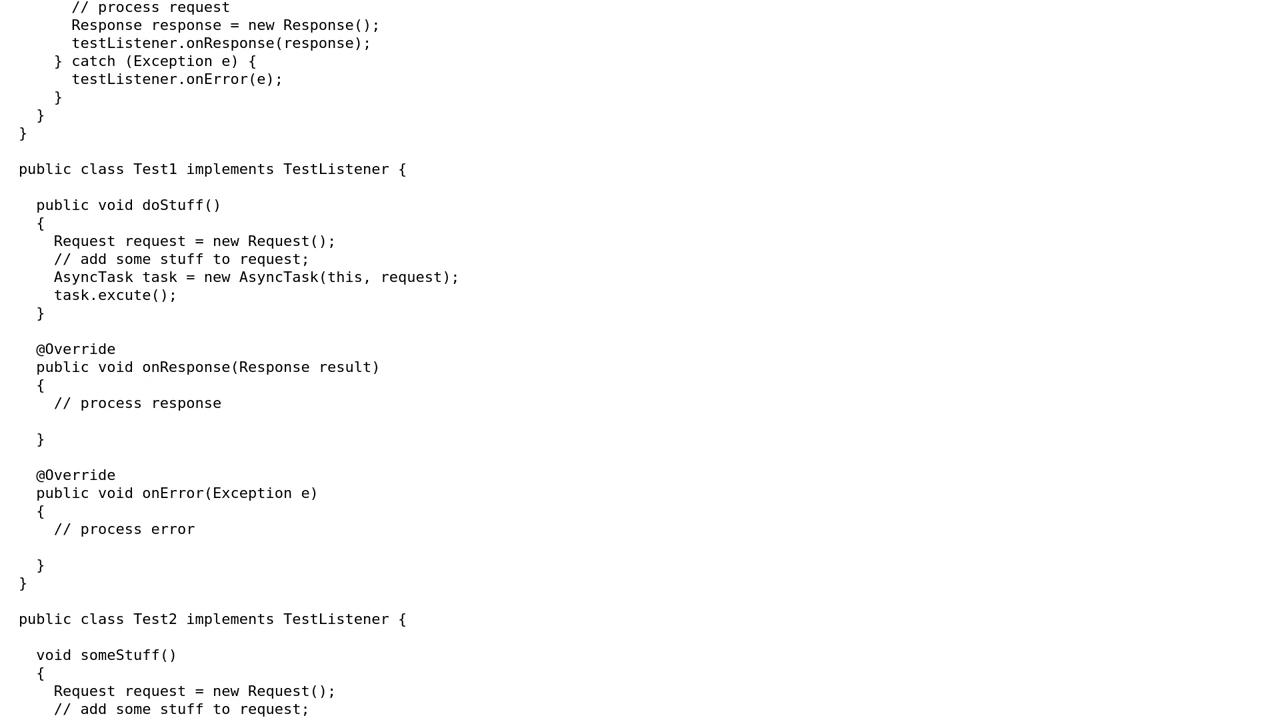 // process request
Response response = new Response();
testListener.onResponse(response);
} catch (Exception e) {
testListener.onError(e);
}
}
}
public class Test1 implements TestListener {
public void doStuff()
{
Request request = new Request();
// add some stuff to request;
AsyncTask task = new AsyncTask(this, request);
task.excute();
}
@Override
public void onResponse(Response result)
{
// process response
}
@Override
public void onError(Exception e)
{
// process error
}
}
public class Test2 implements TestListener {
void someStuff()
{
Request request = new Request();
// add some stuff to request;